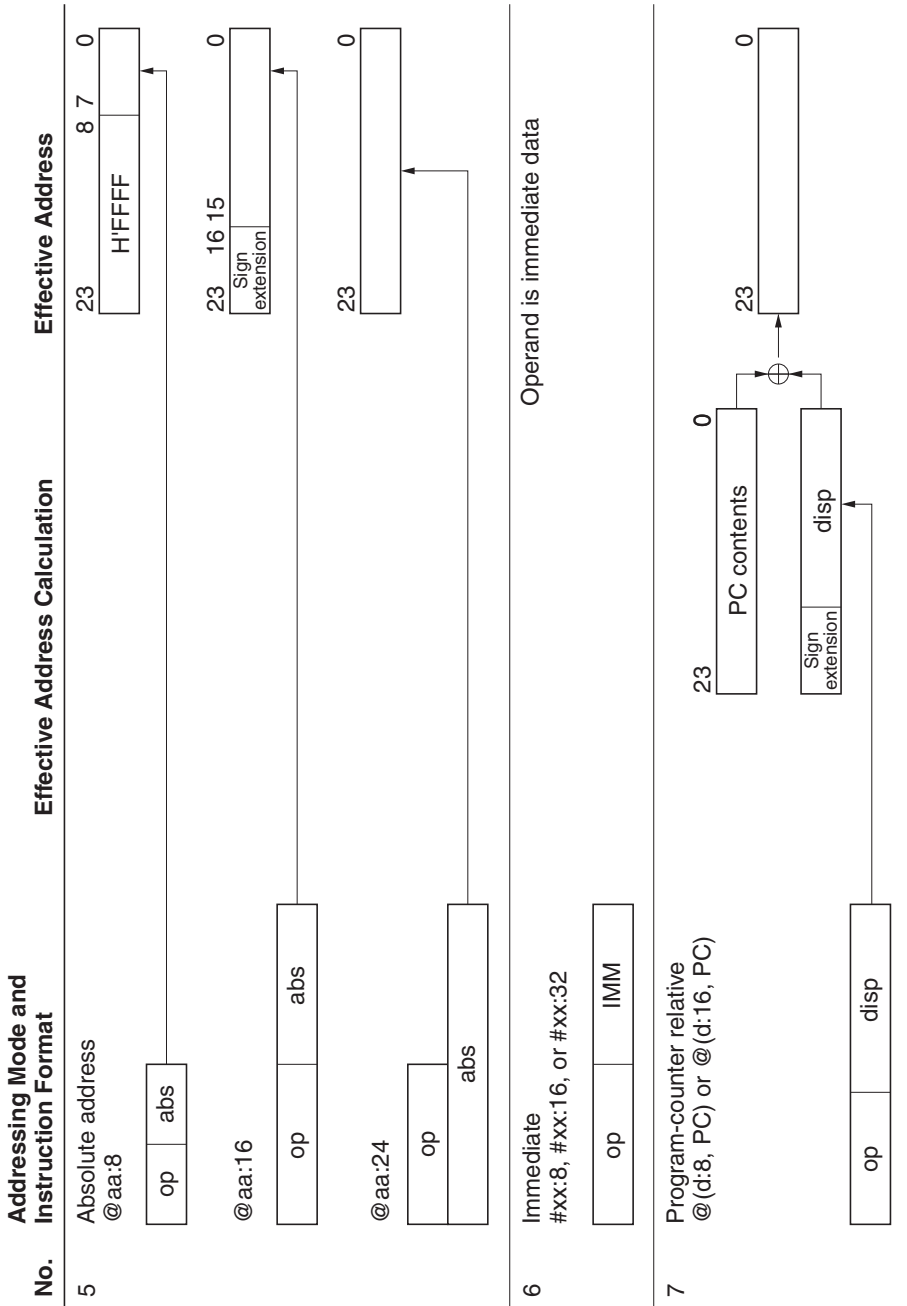 No. Addressing Mode and Instruction Format Effective Address Calculation Effective Address
5 Absolute address
@aa:8
op abs
23 8 7 0
H'FFFF
@aa:16
op abs
23 16 15 0
Sign extension
@aa:24
op
abs
23 0
6 Immediate
#xx:8, #xx:16, or #xx:32
op IMM
Operand is immediate data
7 Program-counter relative
@(d:8, PC) or @(d:16, PC)
op disp
23 0
PC contents
Sign extension disp
23 0